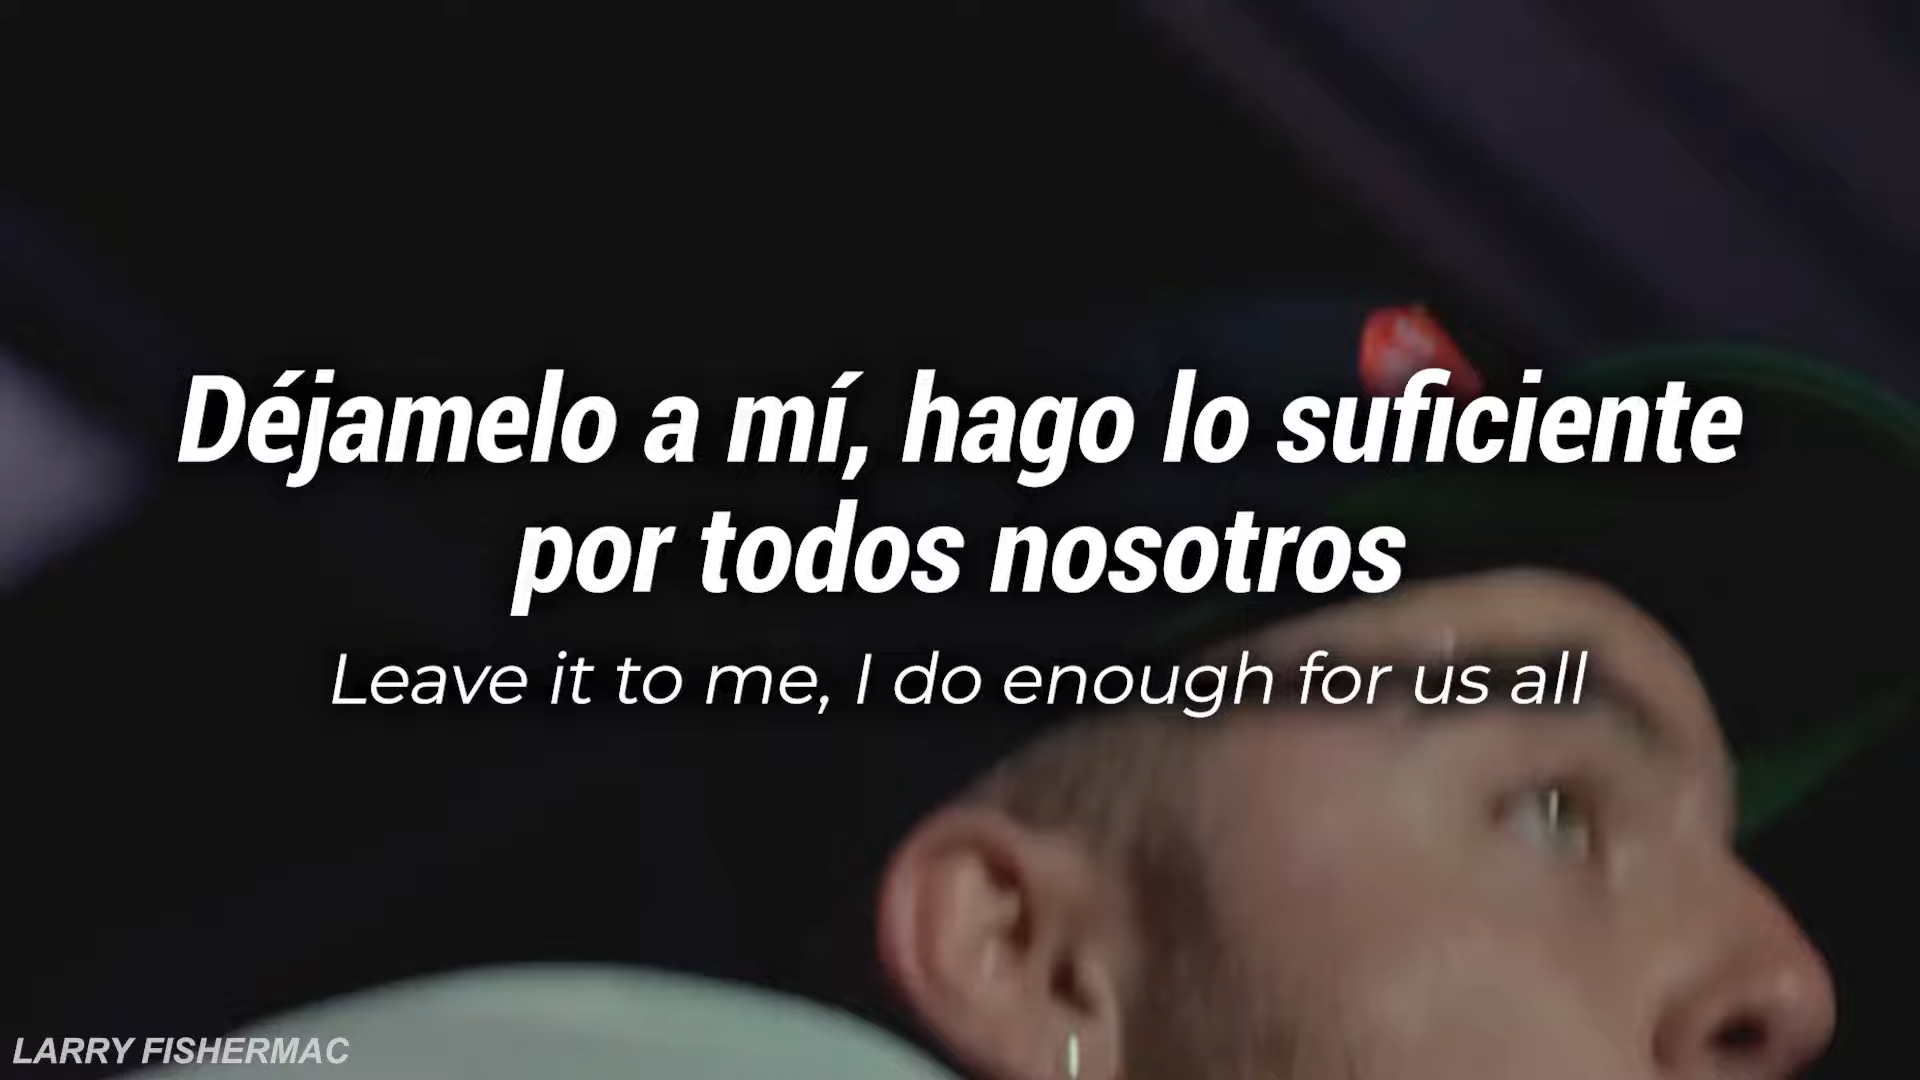 Déjamelo a mí, hago lo suficiente
por todos nosotros
Leave it to me, I do enough for us all
LARRY FISHERMAC